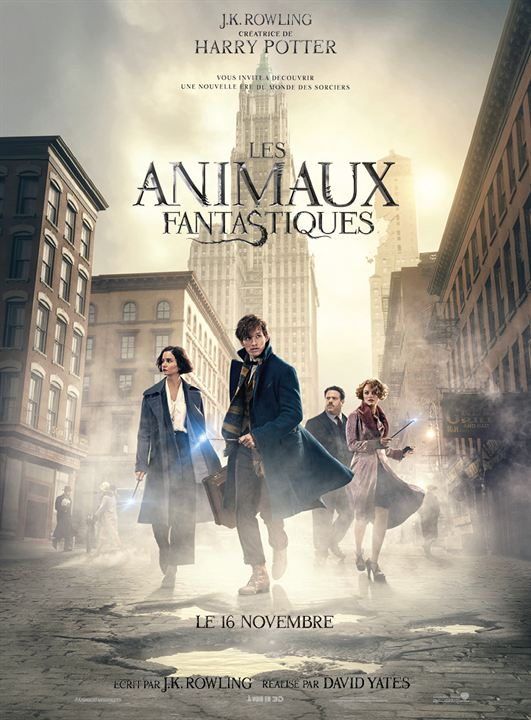 J.K. ROWLING
CRÉATRICE DE
HARRY POTTER
VOUS INVITE À DÉCOUVRIR
UNE NOUVELLE ÈRE DU MONDE DES SORCIERS
LES
ANIMAUX
FANTASTIQUES
LE 16 NOVEMBRE
ÉCRIT PAR J.K. ROWLING RÉALISÉ PAR DAVID YATES